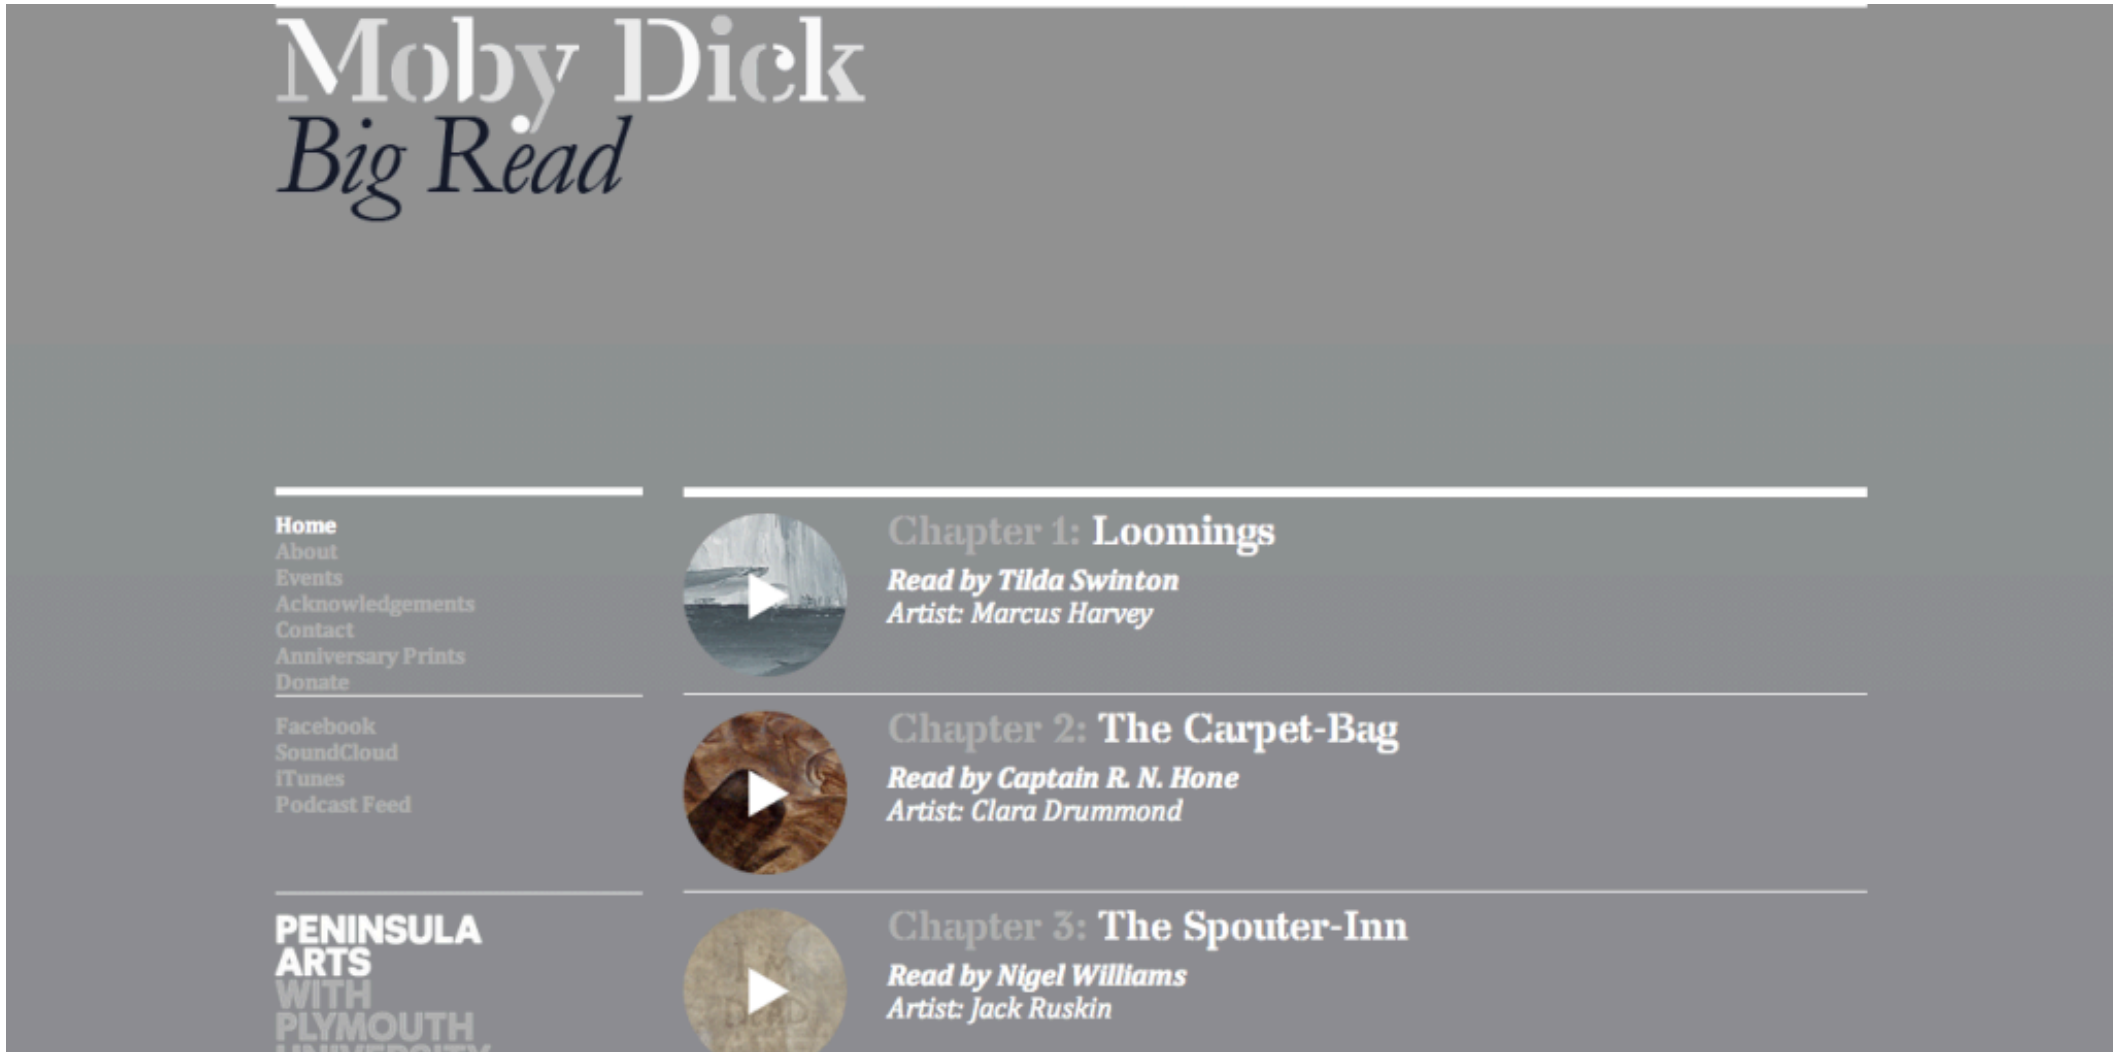 Moby Dick
Big Read
Home
About
Events
Acknowledgements
Contact
Anniversary Prints
Donate
Facebook
SoundCloud
iTunes
Podcast Feed
PENINSULA
ARTS
WITH
PLYMOUTH
UNIVERSITY
Chapter 1: Loomings
Read by Tilda Swinton
Artist: Marcus Harvey
Chapter 2: The Carpet-Bag
Read by Captain R. N. Hone
Artist: Clara Drummond
Chapter 3: The Spouter-Inn
Read by Nigel Williams
Artist: Jack Ruskin